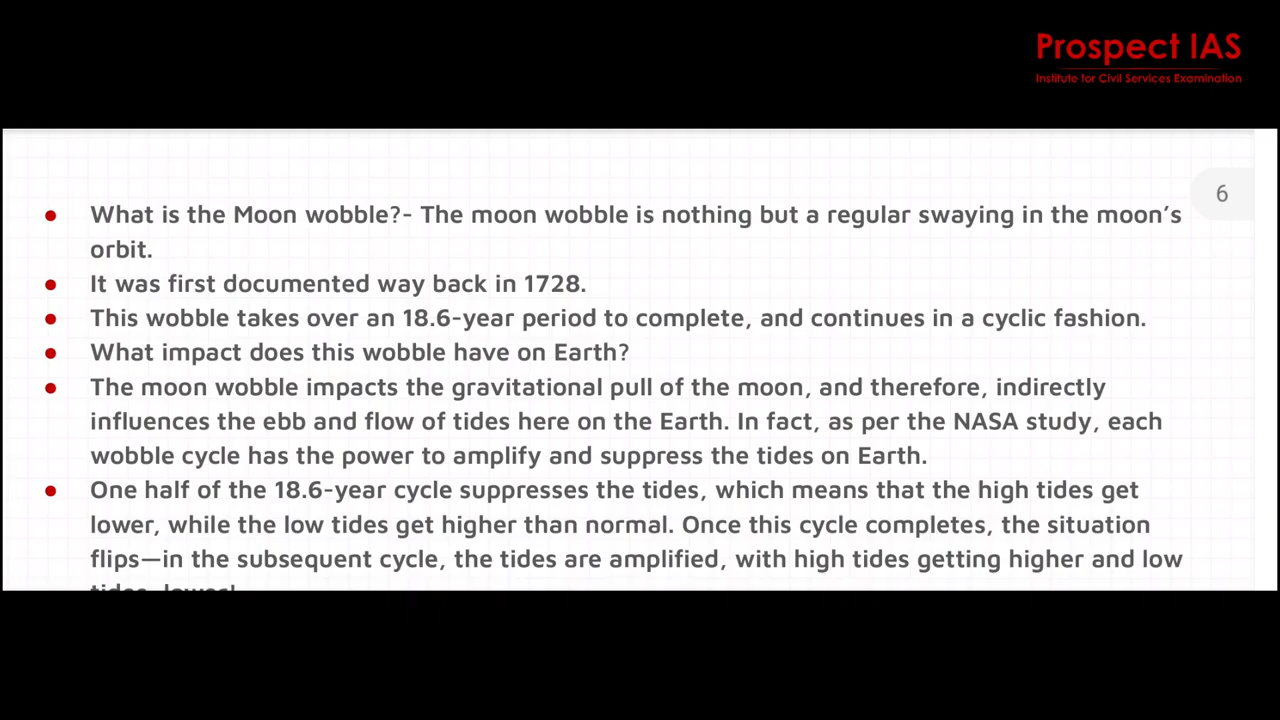 Prospect IAS
Institute for Civil Services Examination
6
What is the Moon wobble?- The moon wobble is nothing but a regular swaying in the moon's
orbit.
It was first documented way back in 1728.
This wobble takes over an 18.6-year period to complete, and continues in a cyclic fashion.
What impact does this wobble have on Earth?
The moon wobble impacts the gravitational pull of the moon, and therefore, indirectly
influences the ebb and flow of tides here on the Earth. In fact, as per the NASA study, each
wobble cycle has the power to amplify and suppress the tides on Earth.
One half of the 18.6-year cycle suppresses the tides, which means that the high tides get
lower, while the low tides get higher than normal. Once this cycle completes, the situation
flips—in the subsequent cycle, the tides are amplified, with high tides getting higher and low